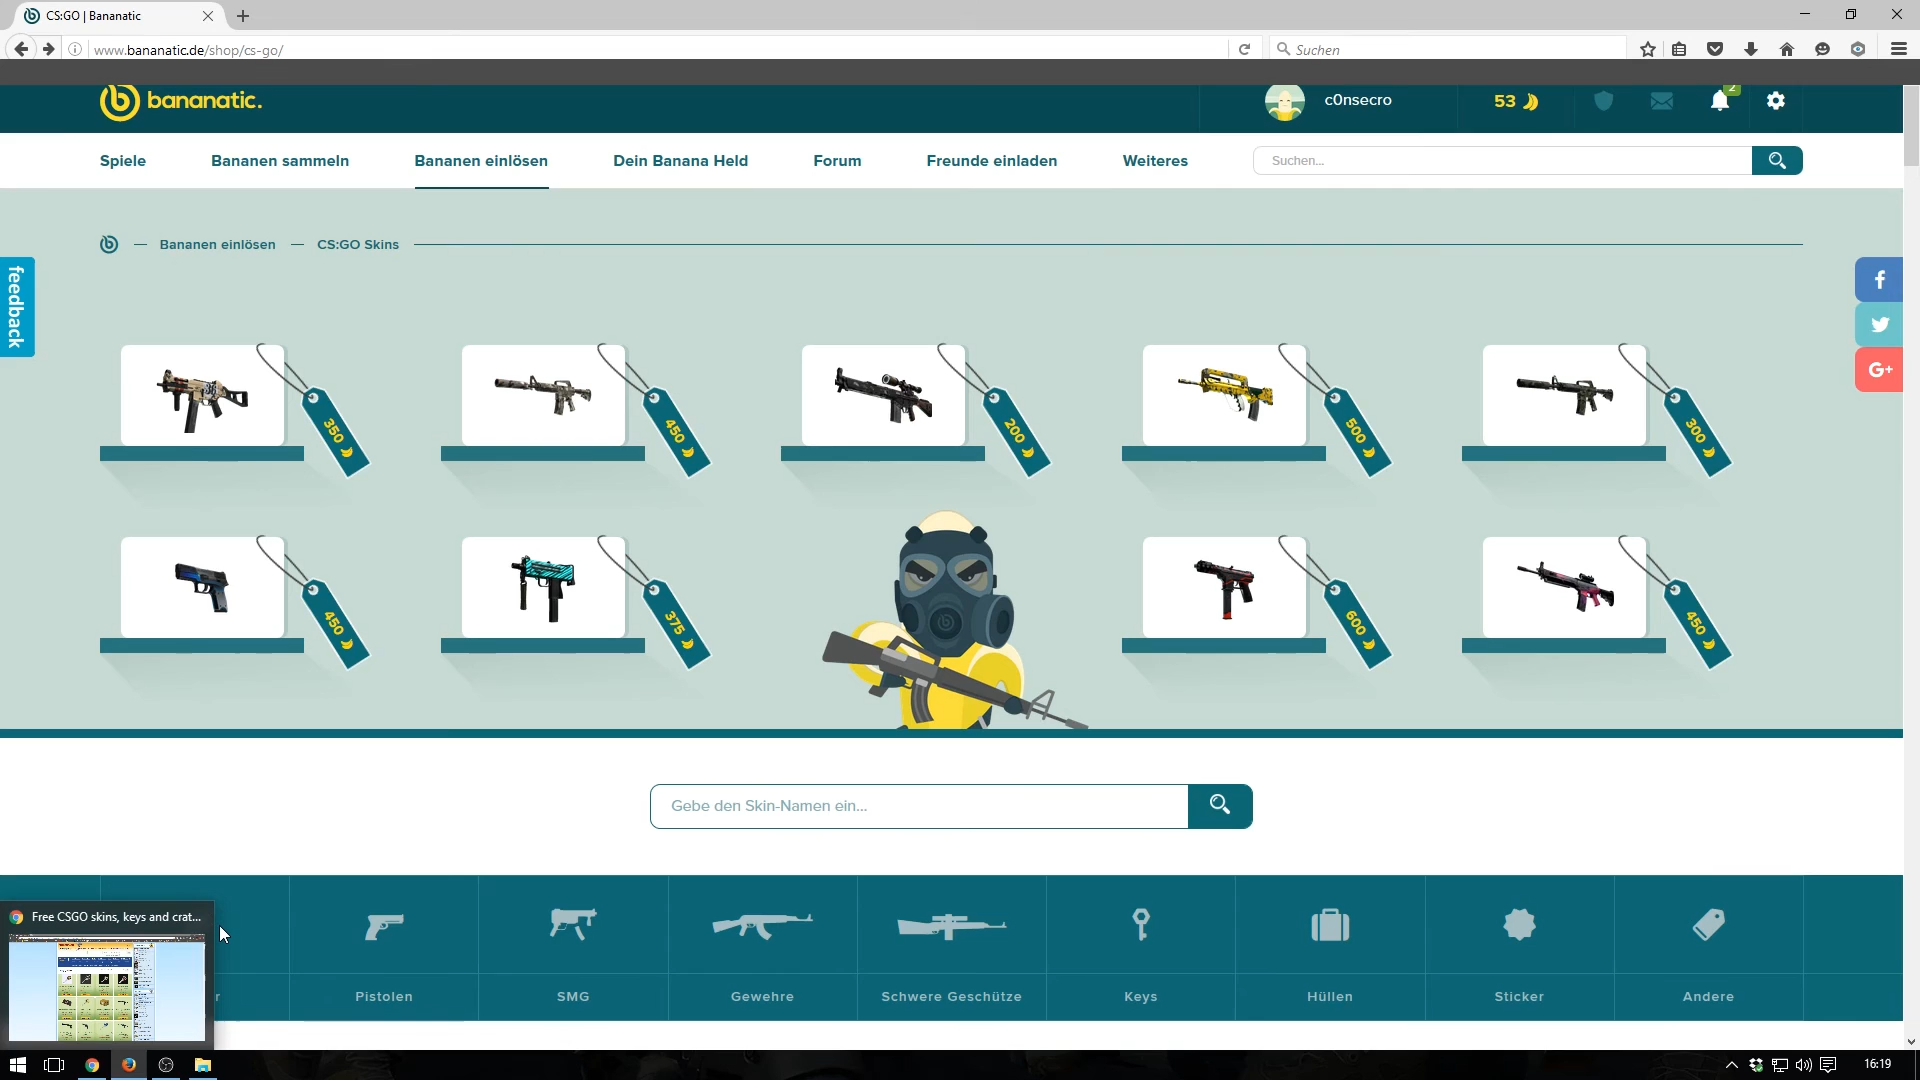 CS:GO | Bananatic
www.bananatic.de/shop/cs-go/
Suchen
bananatic.
c0nsecro
53
2
Spiele
Bananen sammeln
Bananen einlösen
Dein Banana Held
Forum
Freunde einladen
Weiteres
Suchen...
Bananen einlösen
CS:GO Skins
feedback
G+
350
450
200
500
300
450
375
600
450
Gebe den Skin-Namen ein...
Free CSGO skins, keys and crat...
Pistolen
SMG
Gewehre
Schwere Geschütze
Keys
Hüllen
Sticker
Andere
16:19